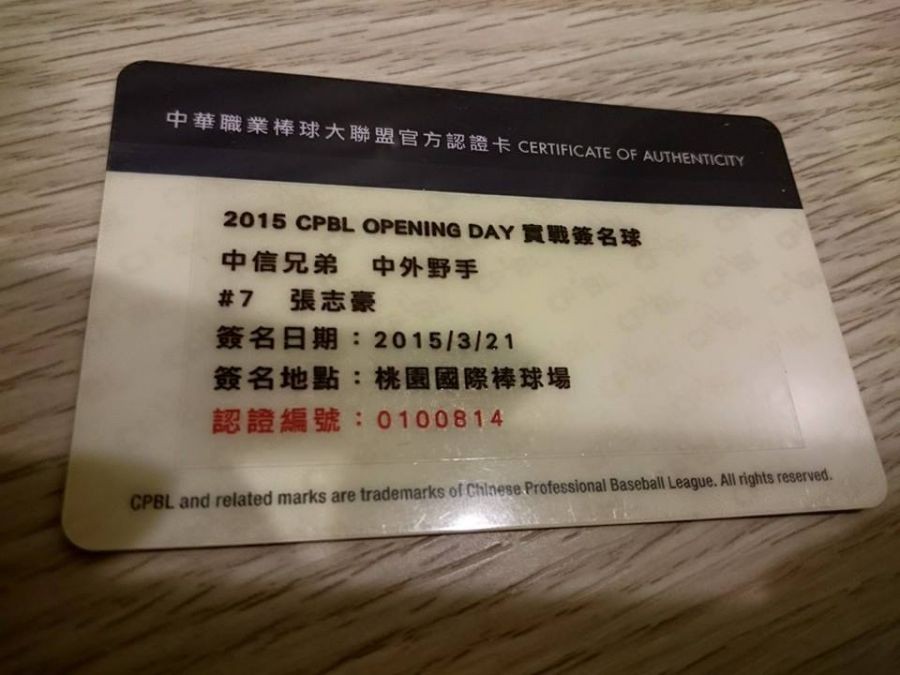 中華職業棒球大聯盟官方認證卡 CERTIFICATE OF AUTHENTICITY
2015 CPBL OPENING DAY 實戰簽名球
中信兄弟 中外野手
#7 張志豪
簽名日期：2015/3/21
簽名地點：桃園國際棒球場
認證編號：0100814
CPBL and related marks are trademarks of Chinese Professional Baseball League. All rights reserved.